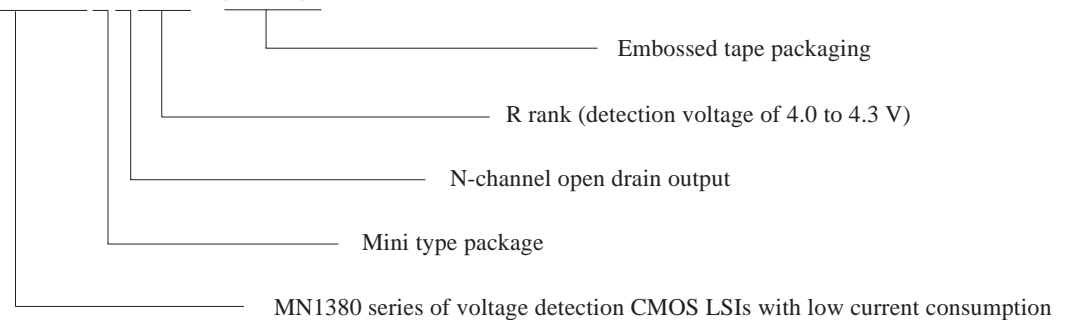 Embossed tape packaging
R rank (detection voltage of 4.0 to 4.3 V)
N-channel open drain output
Mini type package
MN1380 series of voltage detection CMOS LSIs with low current consumption